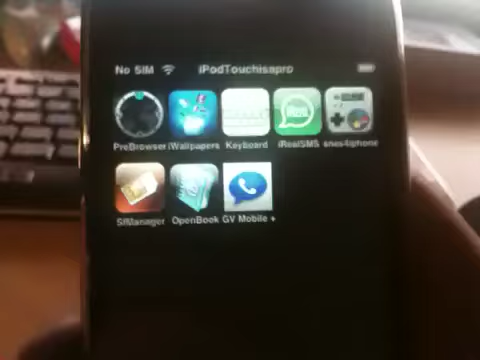 No SIM iPodTouchisapro
PreBrowser iWallpapers Keyboard iRealSMS snes4iphone
SIManager OpenBook GV Mobile +